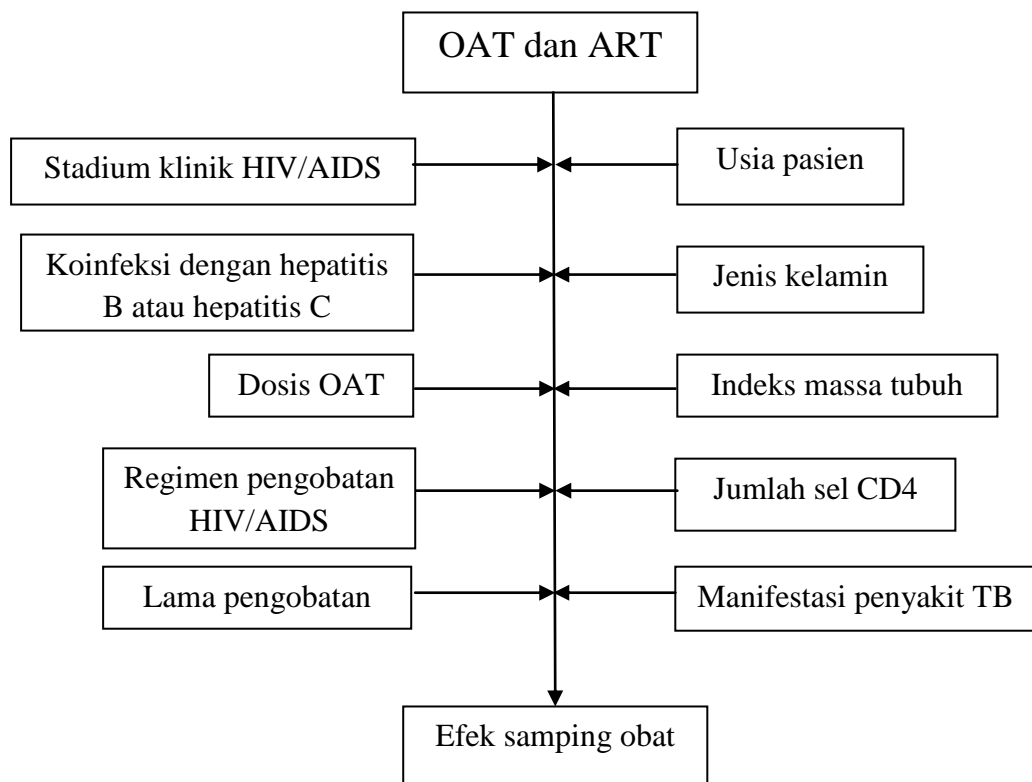 OAT dan ART
Stadium klinik HIV/AIDS
Usia pasien
Koinfeksi dengan hepatitis
B atau hepatitis C
Jenis kelamin
Dosis OAT
Indeks massa tubuh
Regimen pengobatan
HIV/AIDS
Jumlah sel CD4
Lama pengobatan
Manifestasi penyakit TB
Efek samping obat